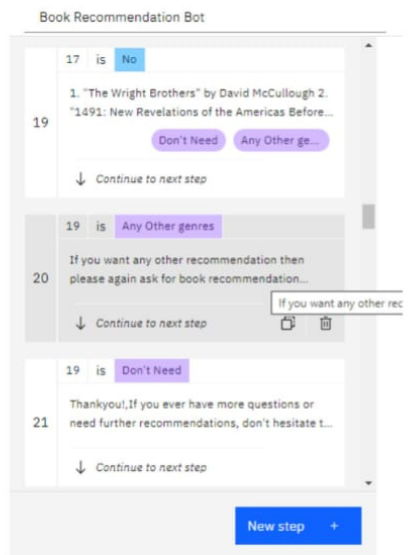 Book Recommendation Bot
17 is No
1. "The Wright Brothers" by David McCullough 2.
"1491: New Revelations of the Americas Before...
19
Don't Need Any Other ge...
Continue to next step
19 is Any Other genres
If you want any other recommendation then
please again ask for book recommendation...
20
If you want any other rec
Continue to next step
19 is Don't Need
Thankyou!,If you ever have more questions or
need further recommendations, don't hesitate t...
21
Continue to next step
New step +